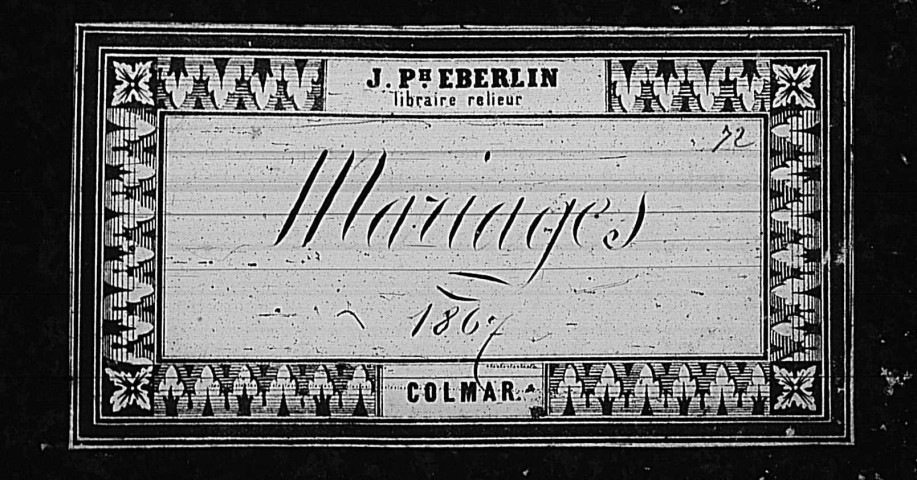 J. PH. EBERLIN
libraire relieur
72
Mariages
1867
COLMAR.